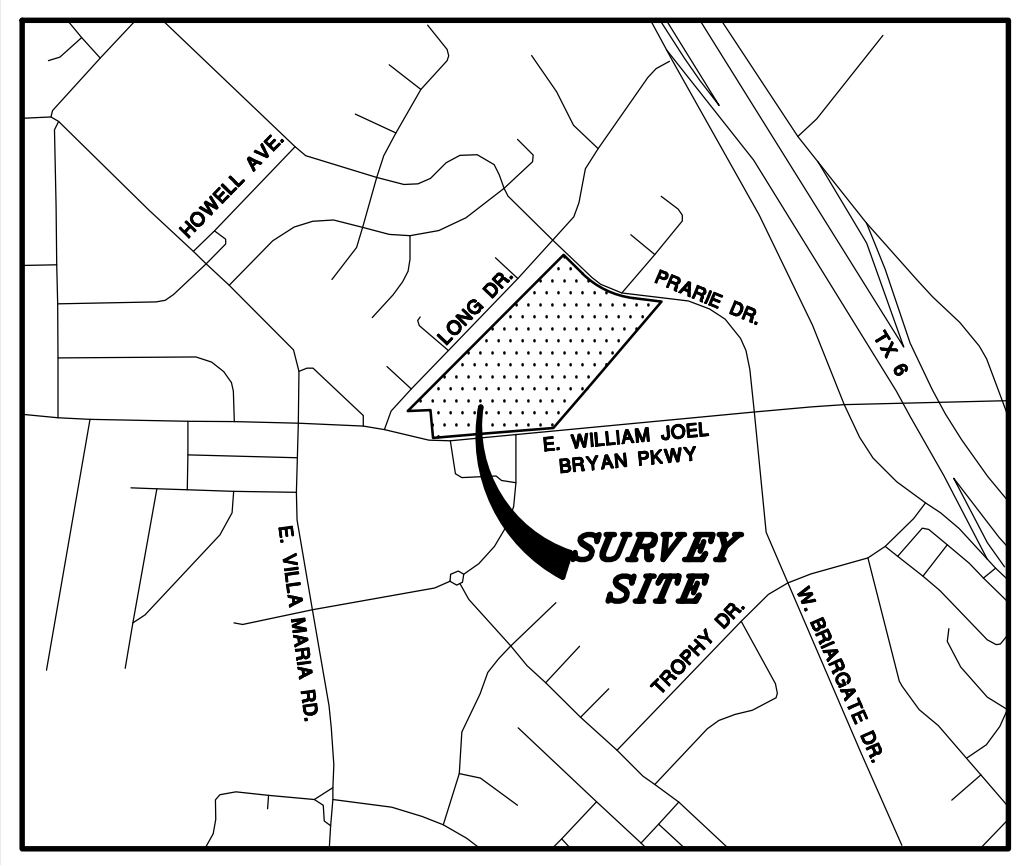 HOWELL AVE.
LONG DR.
PRARIE DR.
TX 6
E. WILLIAM JOEL
BRYAN PKWY
E. VILLA MARIA RD.
SURVEY
SITE
TROPHY DR.
W. BRIARGATE DR.